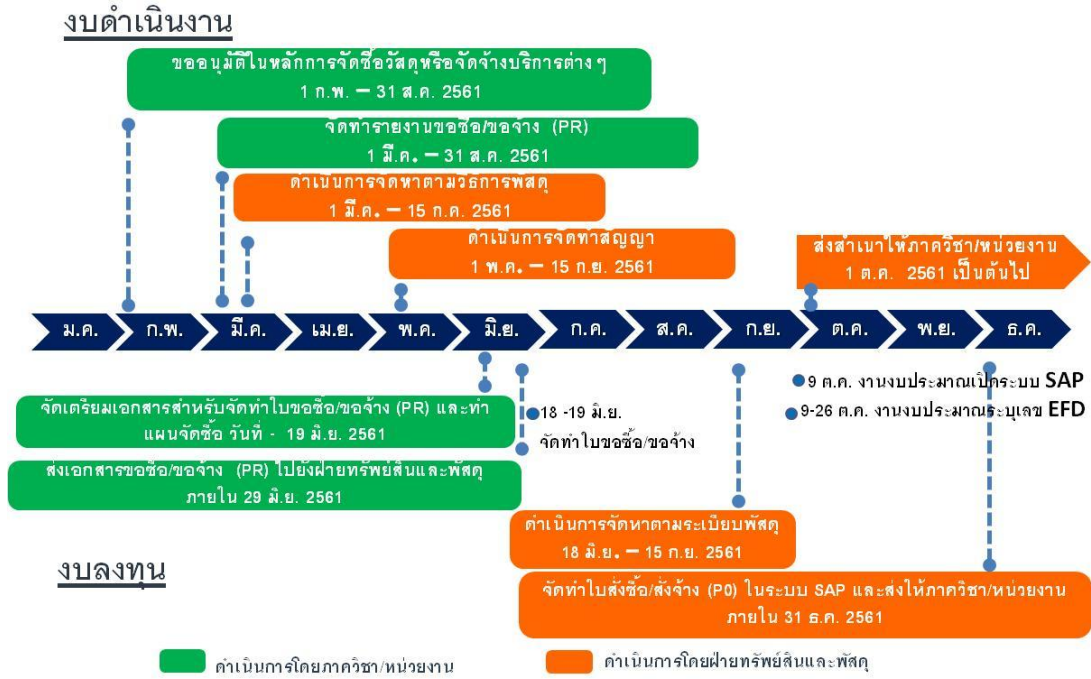 งบดำเนินงาน
ขออนุมัติในหลักการจัดซื้อวัสดุหรือจัดจ้างบริการต่างๆ
1 ก.พ. – 31 ส.ค. 2561
จัดทำรายงานขอซื้อ/ขอจ้าง (PR)
1 มี.ค. – 31 ส.ค. 2561
ดำเนินการจัดหาตามวิธีการพัสดุ
1 มี.ค. – 15 ก.ค. 2561
ดำเนินการจัดทำสัญญา
1 พ.ค. – 15 ก.ย. 2561
ส่งสำเนาให้ภาควิชา/หน่วยงาน
1 ต.ค. 2561 เป็นต้นไป
ม.ค. ก.พ. มี.ค. เม.ย. พ.ค. มิ.ย. ก.ค. ส.ค. ก.ย. ต.ค. พ.ย. ธ.ค.
9 ต.ค. งานงบประมาณเปิดระบบ SAP
9-26 ต.ค. งานงบประมาณระบุเลข EFD
จัดเตรียมเอกสารสำหรับจัดทำใบขอซื้อ/ขอจ้าง (PR) และทำ
แผนจัดซื้อ วันที่ - 19 มิ.ย. 2561
18 -19 มิ.ย.
จัดทำใบขอซื้อ/ขอจ้าง
ส่งเอกสารขอซื้อ/ขอจ้าง (PR) ไปยังฝ่ายทรัพย์สินและพัสดุ
ภายใน 29 มิ.ย. 2561
ดำเนินการจัดหาตามระเบียบพัสดุ
18 มิ.ย. – 15 ก.ย. 2561
งบลงทุน
จัดทำใบสั่งซื้อ/สั่งจ้าง (P0) ในระบบ SAP และส่งให้ภาควิชา/หน่วยงาน
ภายใน 31 ธ.ค. 2561
ดำเนินการโดยภาควิชา/หน่วยงาน
ดำเนินการโดยฝ่ายทรัพย์สินและพัสดุ